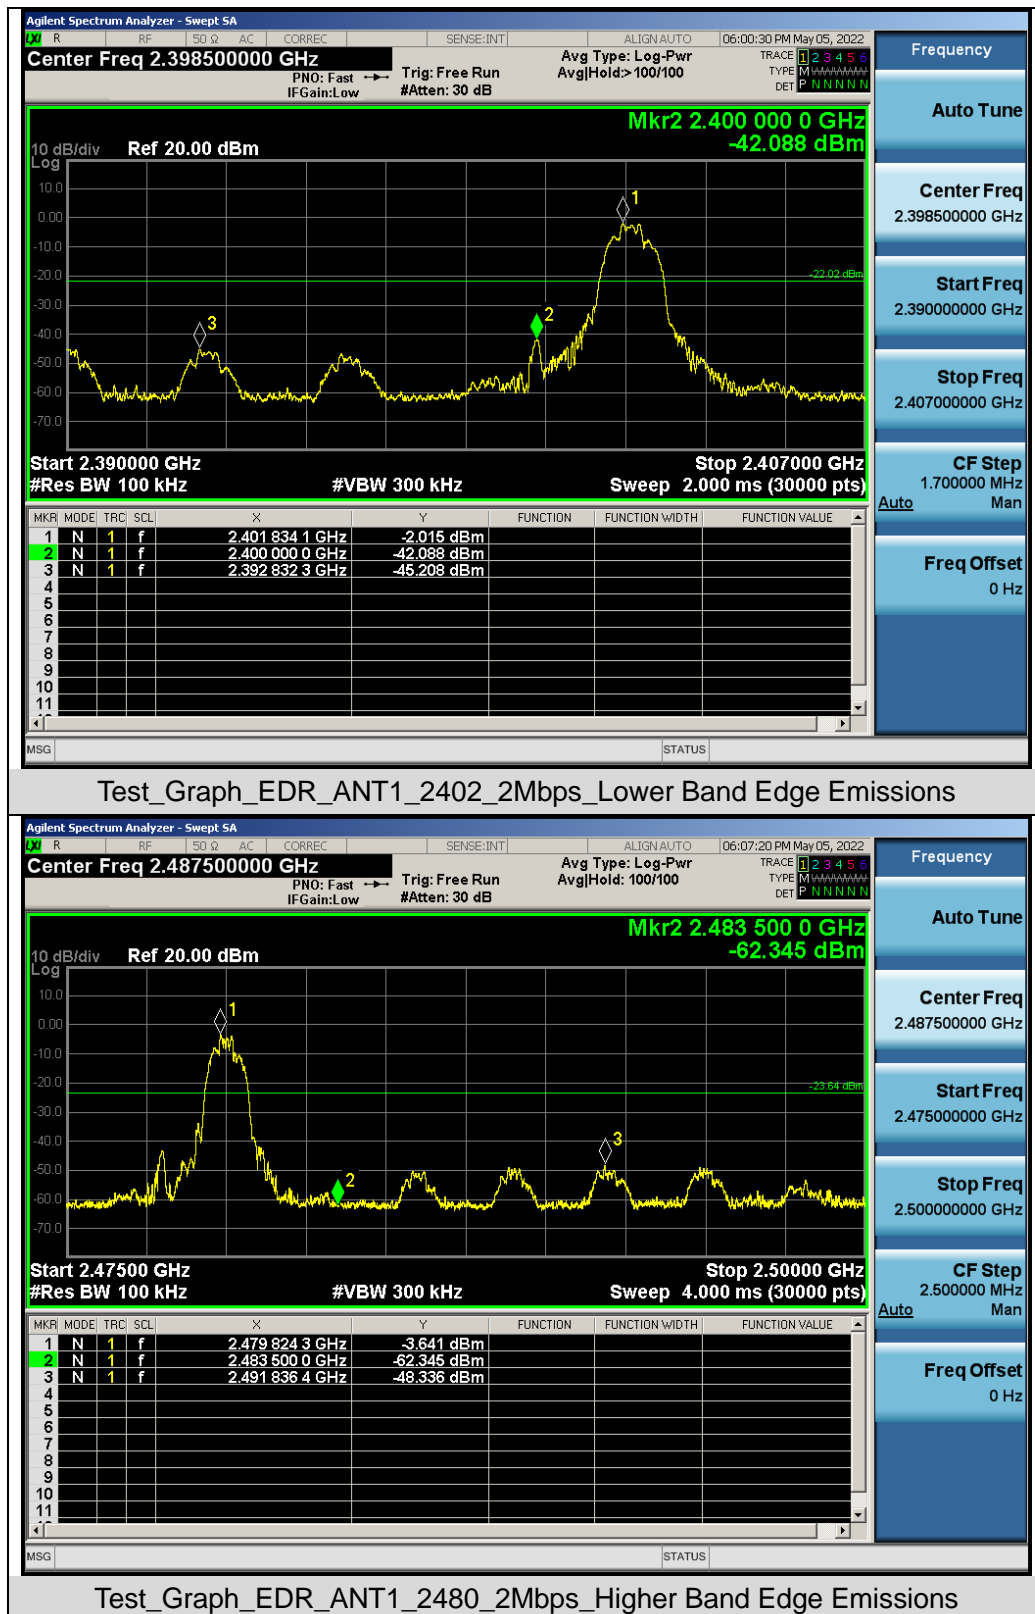 Agilent Spectrum Analyzer - Swept SA
LXI R RF 50 Ω AC CORREC SENSE:INT ALIGN AUTO 06:00:30 PM May 05, 2022
Center Freq 2.398500000 GHz
PNO: Fast
IFGain:Low
Trig: Free Run
#Atten: 30 dB
Avg Type: Log-Pwr
Avg|Hold:>100/100
TRACE 1 2 3 4 5 6
TYPE M
DET P N N N N N
Frequency
Auto Tune
Center Freq
2.398500000 GHz
Start Freq
2.390000000 GHz
Stop Freq
2.407000000 GHz
CF Step
1.700000 MHz
Auto Man
Freq Offset
0 Hz
Mkr2 2.400 000 0 GHz
-42.088 dBm
10 dB/div Ref 20.00 dBm
Log
10.0
0.00
-10.0
-20.0
-30.0
-40.0
-50.0
-60.0
-70.0
1
2
3
-22.02 dBm
Start 2.390000 GHz Stop 2.407000 GHz
#Res BW 100 kHz #VBW 300 kHz Sweep 2.000 ms (30000 pts)
MKR MODE TRC SCL X Y FUNCTION FUNCTION WIDTH FUNCTION VALUE
1 N 1 f 2.401 834 1 GHz -2.015 dBm
2 N 1 f 2.400 000 0 GHz -42.088 dBm
3 N 1 f 2.392 832 3 GHz -45.208 dBm
4
5
6
7
8
9
10
11
MSG STATUS
Test_Graph_EDR_ANT1_2402_2Mbps_Lower Band Edge Emissions
Agilent Spectrum Analyzer - Swept SA
LXI R RF 50 Ω AC CORREC SENSE:INT ALIGN AUTO 06:07:20 PM May 05, 2022
Center Freq 2.487500000 GHz
PNO: Fast
IFGain:Low
Trig: Free Run
#Atten: 30 dB
Avg Type: Log-Pwr
Avg|Hold: 100/100
TRACE 1 2 3 4 5 6
TYPE M
DET P N N N N N
Frequency
Auto Tune
Center Freq
2.487500000 GHz
Start Freq
2.475000000 GHz
Stop Freq
2.500000000 GHz
CF Step
2.500000 MHz
Auto Man
Freq Offset
0 Hz
Mkr2 2.483 500 0 GHz
-62.345 dBm
10 dB/div Ref 20.00 dBm
Log
10.0
0.00
-10.0
-20.0
-30.0
-40.0
-50.0
-60.0
-70.0
1
2
3
-23.64 dBm
Start 2.47500 GHz Stop 2.50000 GHz
#Res BW 100 kHz #VBW 300 kHz Sweep 4.000 ms (30000 pts)
MKR MODE TRC SCL X Y FUNCTION FUNCTION WIDTH FUNCTION VALUE
1 N 1 f 2.479 824 3 GHz -3.641 dBm
2 N 1 f 2.483 500 0 GHz -62.345 dBm
3 N 1 f 2.491 836 4 GHz -48.336 dBm
4
5
6
7
8
9
10
11
MSG STATUS
Test_Graph_EDR_ANT1_2480_2Mbps_Higher Band Edge Emissions